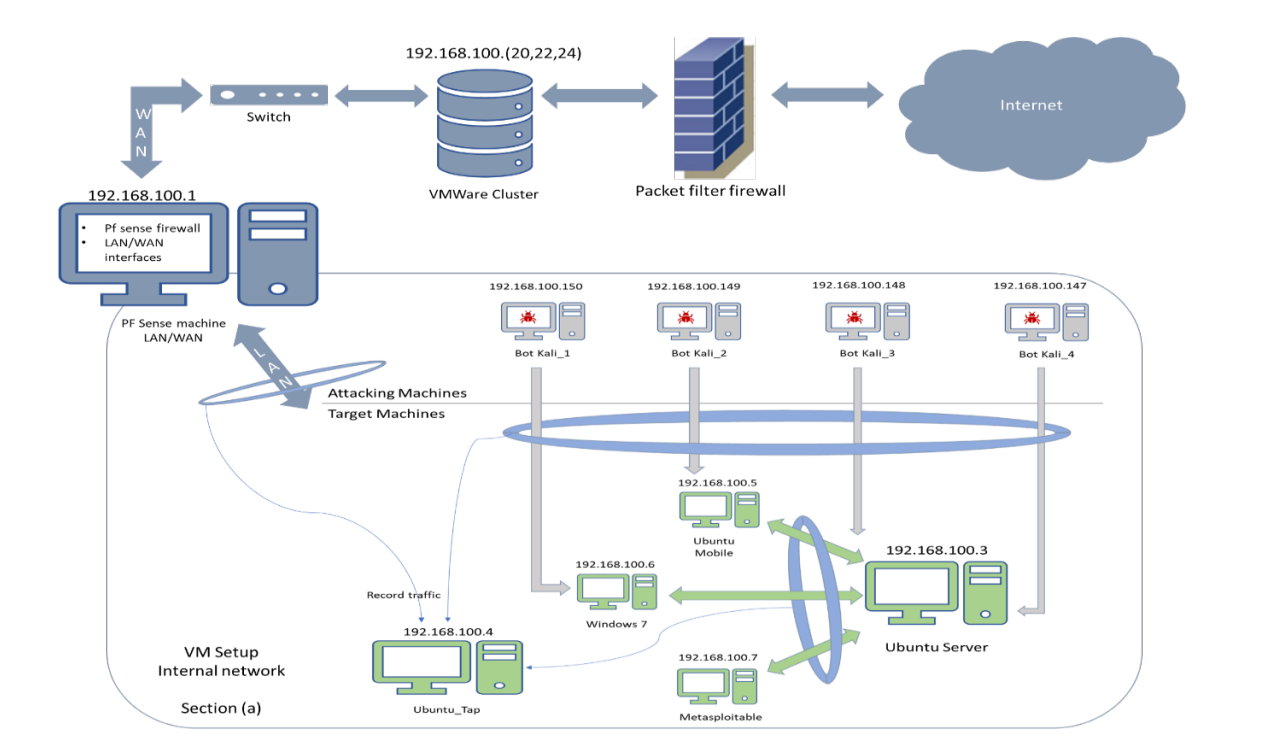 192.168.100.(20,22,24)
Internet
WAN
Switch
VMWare Cluster
Packet filter firewall
192.168.100.1
• Pf sense firewall
• LAN/WAN
interfaces
PF Sense machine
LAN/WAN
LAN
192.168.100.150
192.168.100.149
192.168.100.148
192.168.100.147
Bot Kali_1
Bot Kali_2
Bot Kali_3
Bot Kali_4
Attacking Machines
Target Machines
192.168.100.5
Ubuntu
Mobile
192.168.100.3
Ubuntu Server
192.168.100.6
Windows 7
Record traffic
192.168.100.4
Ubuntu_Tap
192.168.100.7
Metasploitable
VM Setup
Internal network
Section (a)